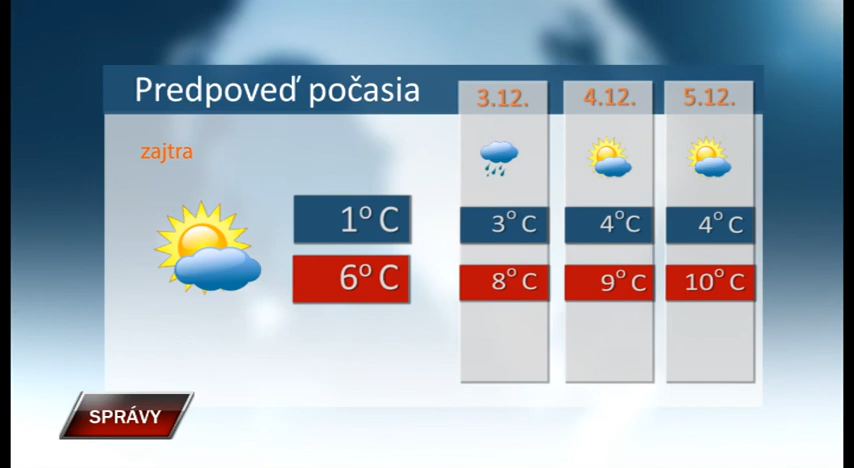 Predpoveď počasia
zajtra
1° C
6° C
3.12.
3° C
8° C
4.12.
4°C
9° C
5.12.
4° C
10° C
SPRÁVY